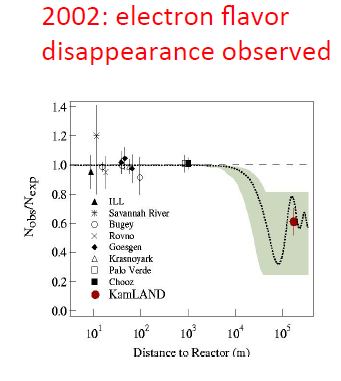 2002: electron flavor
disappearance observed
1.4
1.2
1.0
0.8
0.6
0.4
0.2
0.0
Nobs/Nexp
ILL
Savannah River
Bugey
Rovno
Goesgen
Krasnoyark
Palo Verde
Chooz
KamLAND
10¹ 10² 10³ 10⁴ 10⁵
Distance to Reactor (m)